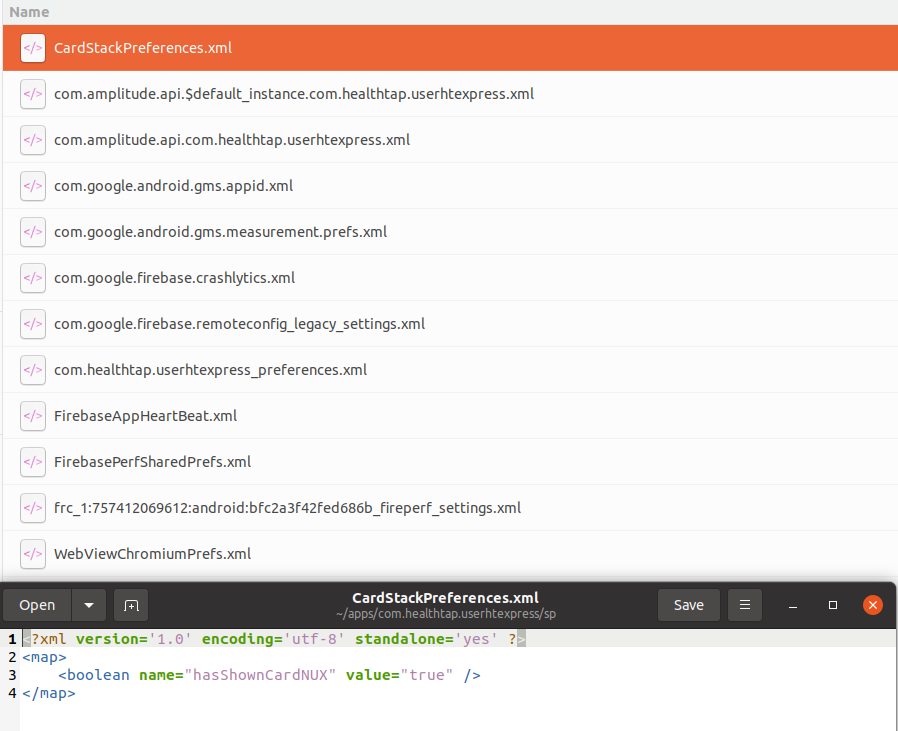 Name
CardStackPreferences.xml
com.amplitude.api.$default_instance.com.healthtap.userhtexpress.xml
com.amplitude.api.com.healthtap.userhtexpress.xml
com.google.android.gms.appid.xml
com.google.android.gms.measurement.prefs.xml
com.google.firebase.crashlytics.xml
com.google.firebase.remoteconfig_legacy_settings.xml
com.healthtap.userhtexpress_preferences.xml
FirebaseAppHeartBeat.xml
FirebasePerfSharedPrefs.xml
frc_1:757412069612:android:bfc2a3f42fed686b_fireperf_settings.xml
WebViewChromiumPrefs.xml
Open
CardStackPreferences.xml
~/apps/com.healthtap.userhtexpress/sp
Save
1 <?xml version='1.0' encoding='utf-8' standalone='yes' ?>
2 <map>
3     <boolean name="hasShownCardNUX" value="true" />
4 </map>